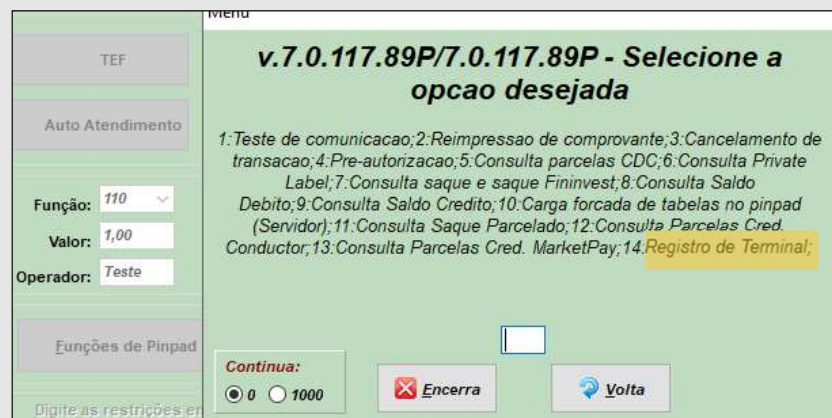 Menu
TEF
Auto Atendimento
Função: 110
Valor: 1,00
Operador: Teste
Funções de Pinpad
Digite as restrições en
v.7.0.117.89P/7.0.117.89P - Selecione a
opcao desejada
1:Teste de comunicacao;2:Reimpressao de comprovante;3:Cancelamento de
transacao;4:Pre-autorizacao;5:Consulta parcelas CDC;6:Consulta Private
Label;7:Consulta saque e saque Fininvest;8:Consulta Saldo
Debito;9:Consulta Saldo Credito;10:Carga forcada de tabelas no pinpad
(Servidor);11:Consulta Saque Parcelado;12:Consulta Parcelas Cred.
Conductor;13:Consulta Parcelas Cred. MarketPay;14:Registro de Terminal;
Continua:
0 1000
Encerra
Volta